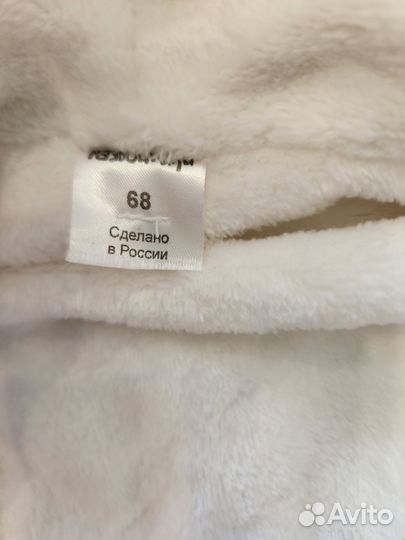 68
Сделано
в России
Avito